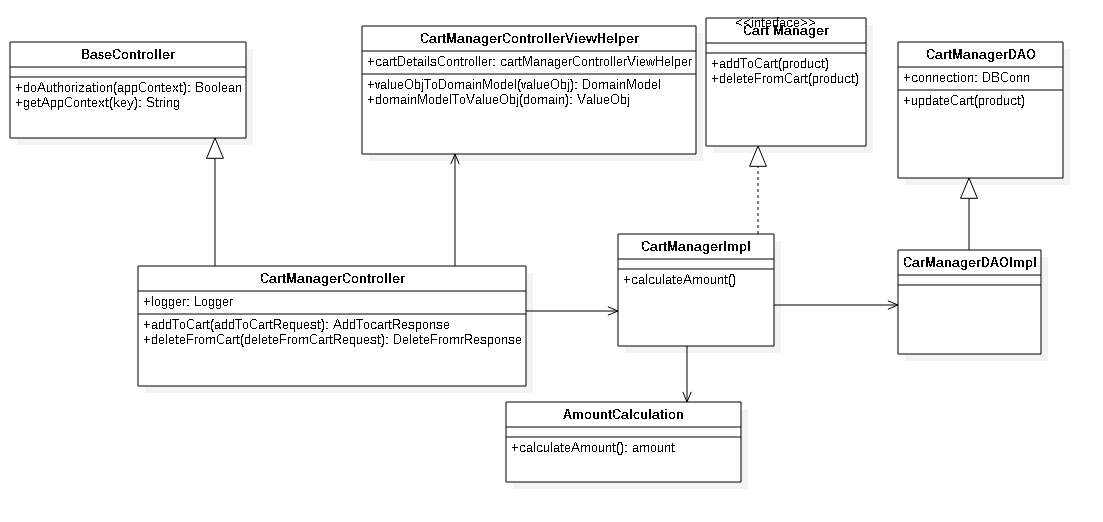 BaseController
+doAuthorization(appContext): Boolean
+getAppContext(key): String
CartManagerControllerViewHelper
+cartDetailsController: cartManagerControllerViewHelper
+valueObjToDomainModel(valueObj): DomainModel
+domainModelToValueObj(domain): ValueObj
<<interface>>
Cart Manager
+addToCart(product)
+deleteFromCart(product)
CartManagerDAO
+connection: DBConn
+updateCart(product)
CartManagerController
+logger: Logger
+addToCart(addToCartRequest): AddTocartResponse
+deleteFromCart(deleteFromCartRequest): DeleteFromrResponse
CartManagerImpl
+calculateAmount()
CarManagerDAOImpl
AmountCalculation
+calculateAmount(): amount